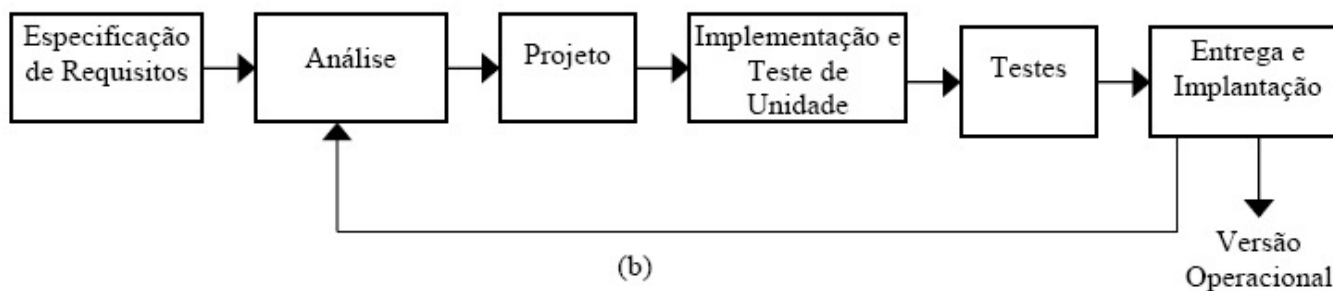 Especificação
de Requisitos
Análise
Projeto
Implementação e
Teste de
Unidade
Testes
Entrega e
Implantação
(b)
Versão
Operacional